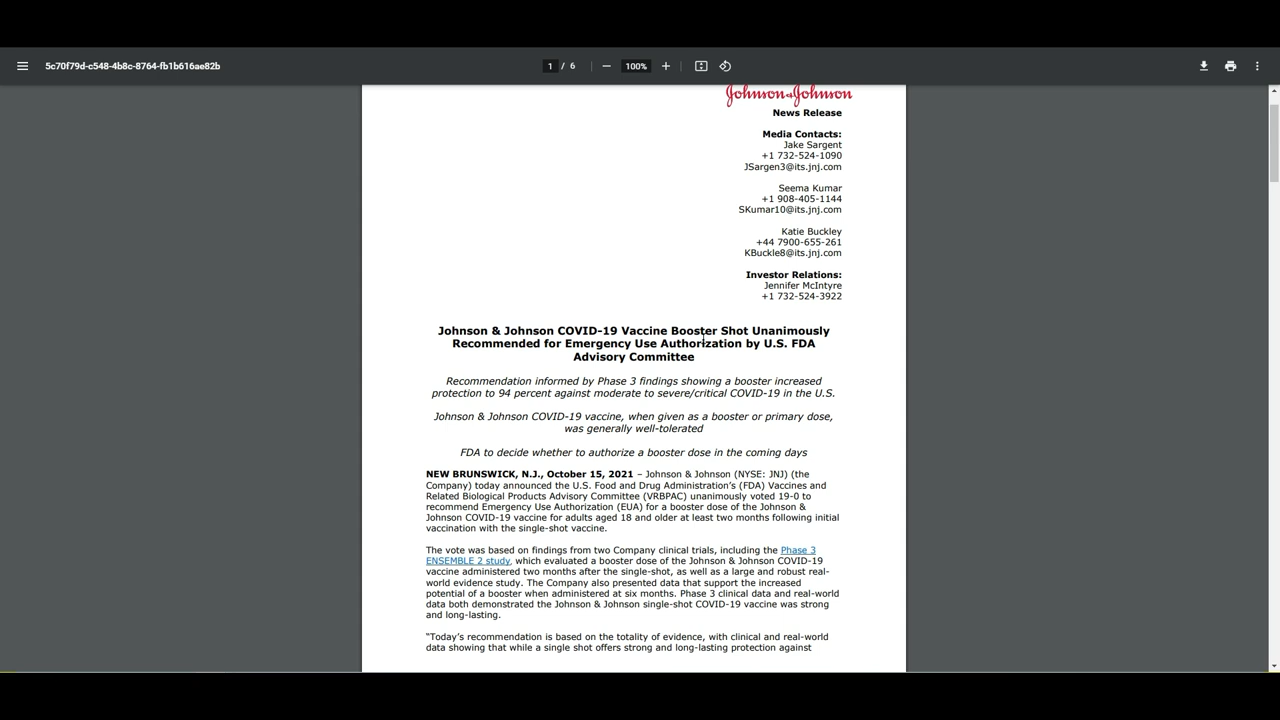 5c70f79d-c548-4b8c-8764-fb1b616ae82b
1 / 6
100%
Johnson & Johnson
News Release
Media Contacts:
Jake Sargent
+1 732-524-1090
JSargen3@its.jnj.com
Seema Kumar
+1 908-405-1144
SKumar10@its.jnj.com
Katie Buckley
+44 7900-655-261
KBuckle8@its.jnj.com
Investor Relations:
Jennifer McIntyre
+1 732-524-3922
Johnson & Johnson COVID-19 Vaccine Booster Shot Unanimously
Recommended for Emergency Use Authorization by U.S. FDA
Advisory Committee
Recommendation informed by Phase 3 findings showing a booster increased
protection to 94 percent against moderate to severe/critical COVID-19 in the U.S.
Johnson & Johnson COVID-19 vaccine, when given as a booster or primary dose,
was generally well-tolerated
FDA to decide whether to authorize a booster dose in the coming days
NEW BRUNSWICK, N.J., October 15, 2021 – Johnson & Johnson (NYSE: JNJ) (the
Company) today announced the U.S. Food and Drug Administration's (FDA) Vaccines and
Related Biological Products Advisory Committee (VRBPAC) unanimously voted 19-0 to
recommend Emergency Use Authorization (EUA) for a booster dose of the Johnson &
Johnson COVID-19 vaccine for adults aged 18 and older at least two months following initial
vaccination with the single-shot vaccine.
The vote was based on findings from two Company clinical trials, including the Phase 3
ENSEMBLE 2 study, which evaluated a booster dose of the Johnson & Johnson COVID-19
vaccine administered two months after the single-shot, as well as a large and robust real-
world evidence study. The Company also presented data that support the increased
potential of a booster when administered at six months. Phase 3 clinical data and real-world
data both demonstrated the Johnson & Johnson single-shot COVID-19 vaccine was strong
and long-lasting.
"Today's recommendation is based on the totality of evidence, with clinical and real-world
data showing that while a single shot offers strong and long-lasting protection against